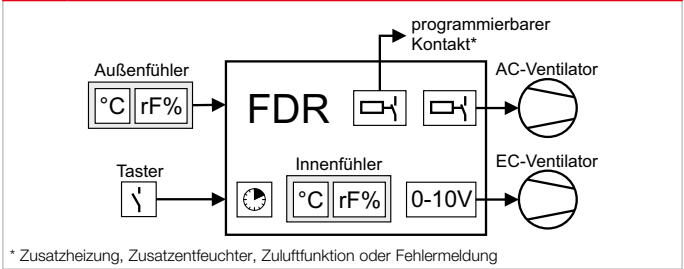 programmierbarer
Kontakt*
Außenfühler
AC-Ventilator
°C rF%
FDR
Taster
Innenfühler
EC-Ventilator
°C rF%
0-10V
* Zusatzheizung, Zusatzentfeuchter, Zuluftfunktion oder Fehlermeldung